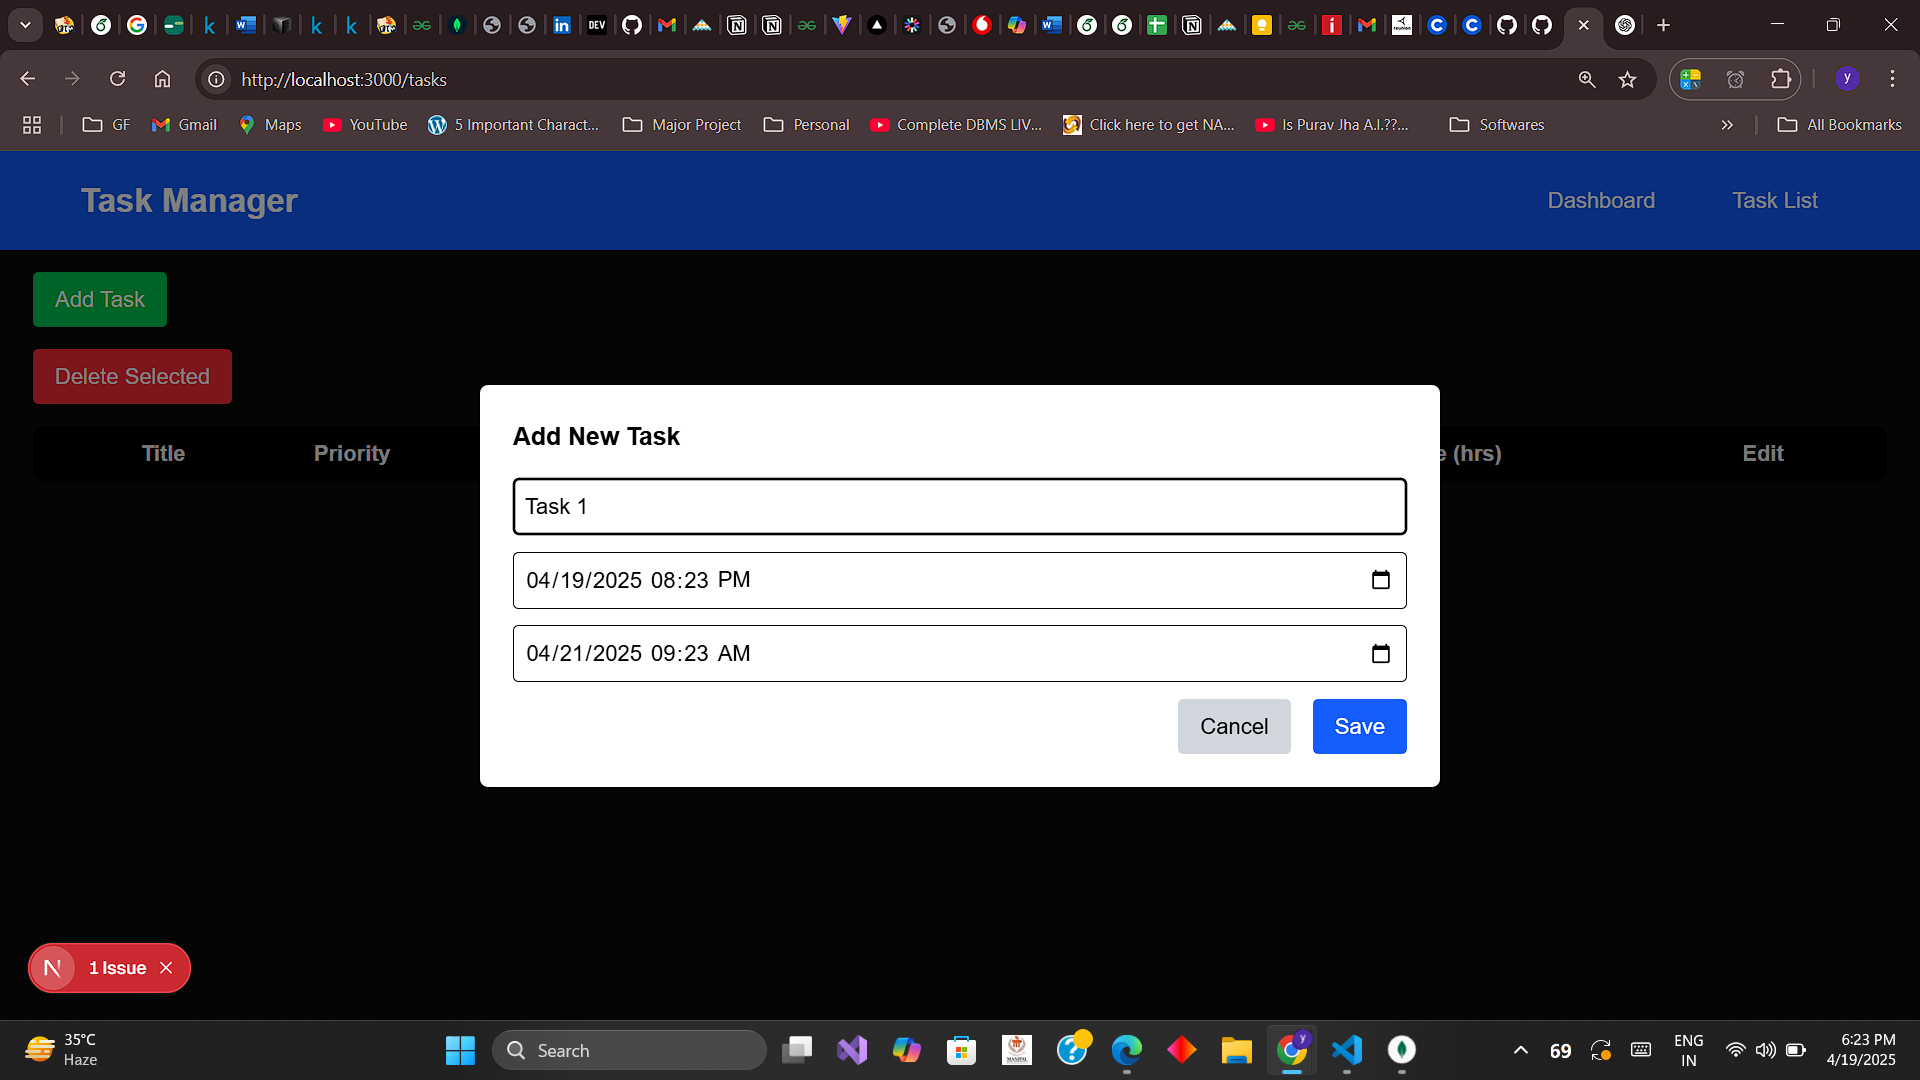 http://localhost:3000/tasks
y
GF
Gmail
Maps
YouTube
5 Important Charact...
Major Project
Personal
Complete DBMS LIV...
Click here to get NA...
Is Purav Jha A.I.??...
Softwares
All Bookmarks
Task Manager
Dashboard
Task List
Add Task
Delete Selected
Title
Priority
e (hrs)
Edit
Add New Task
Task 1
04/19/2025 08:23 PM
04/21/2025 09:23 AM
Cancel
Save
N 1 Issue
35°C
Haze
Search
69
ENG
IN
6:23 PM
4/19/2025